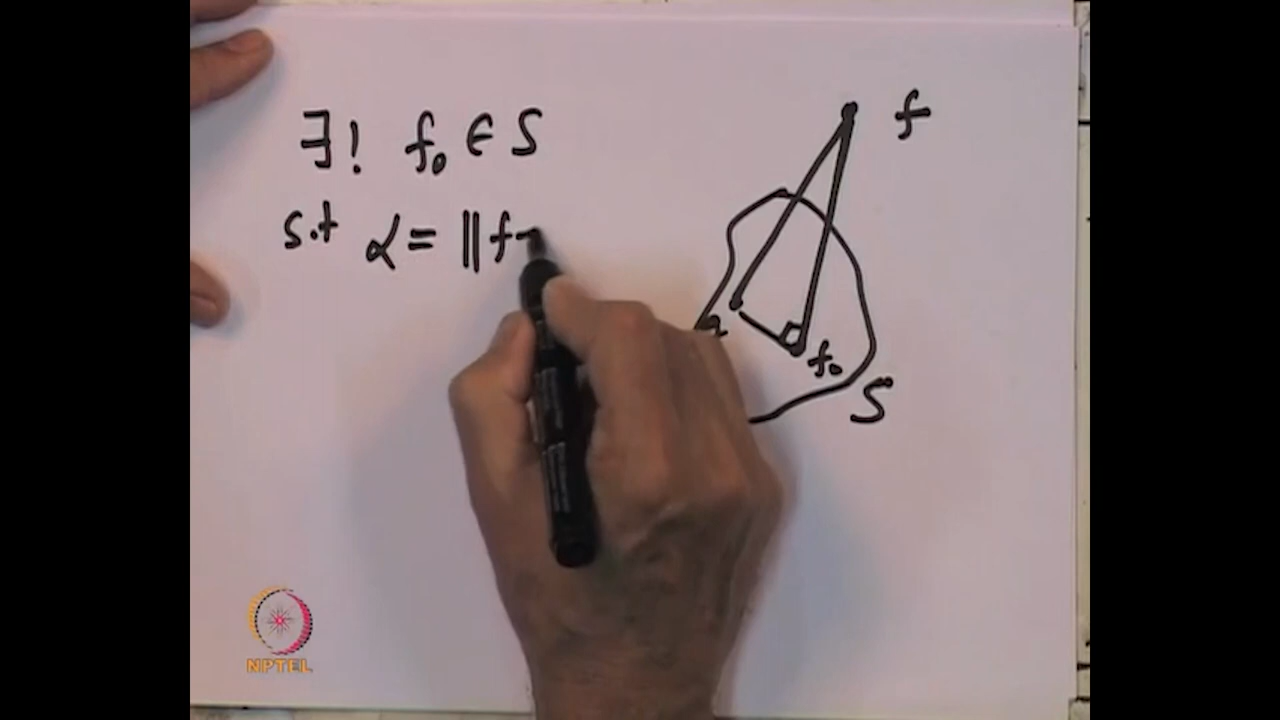 ∃! f₀ ∈ S
s.t α = ‖f-
f
f₀
S
NPTEL